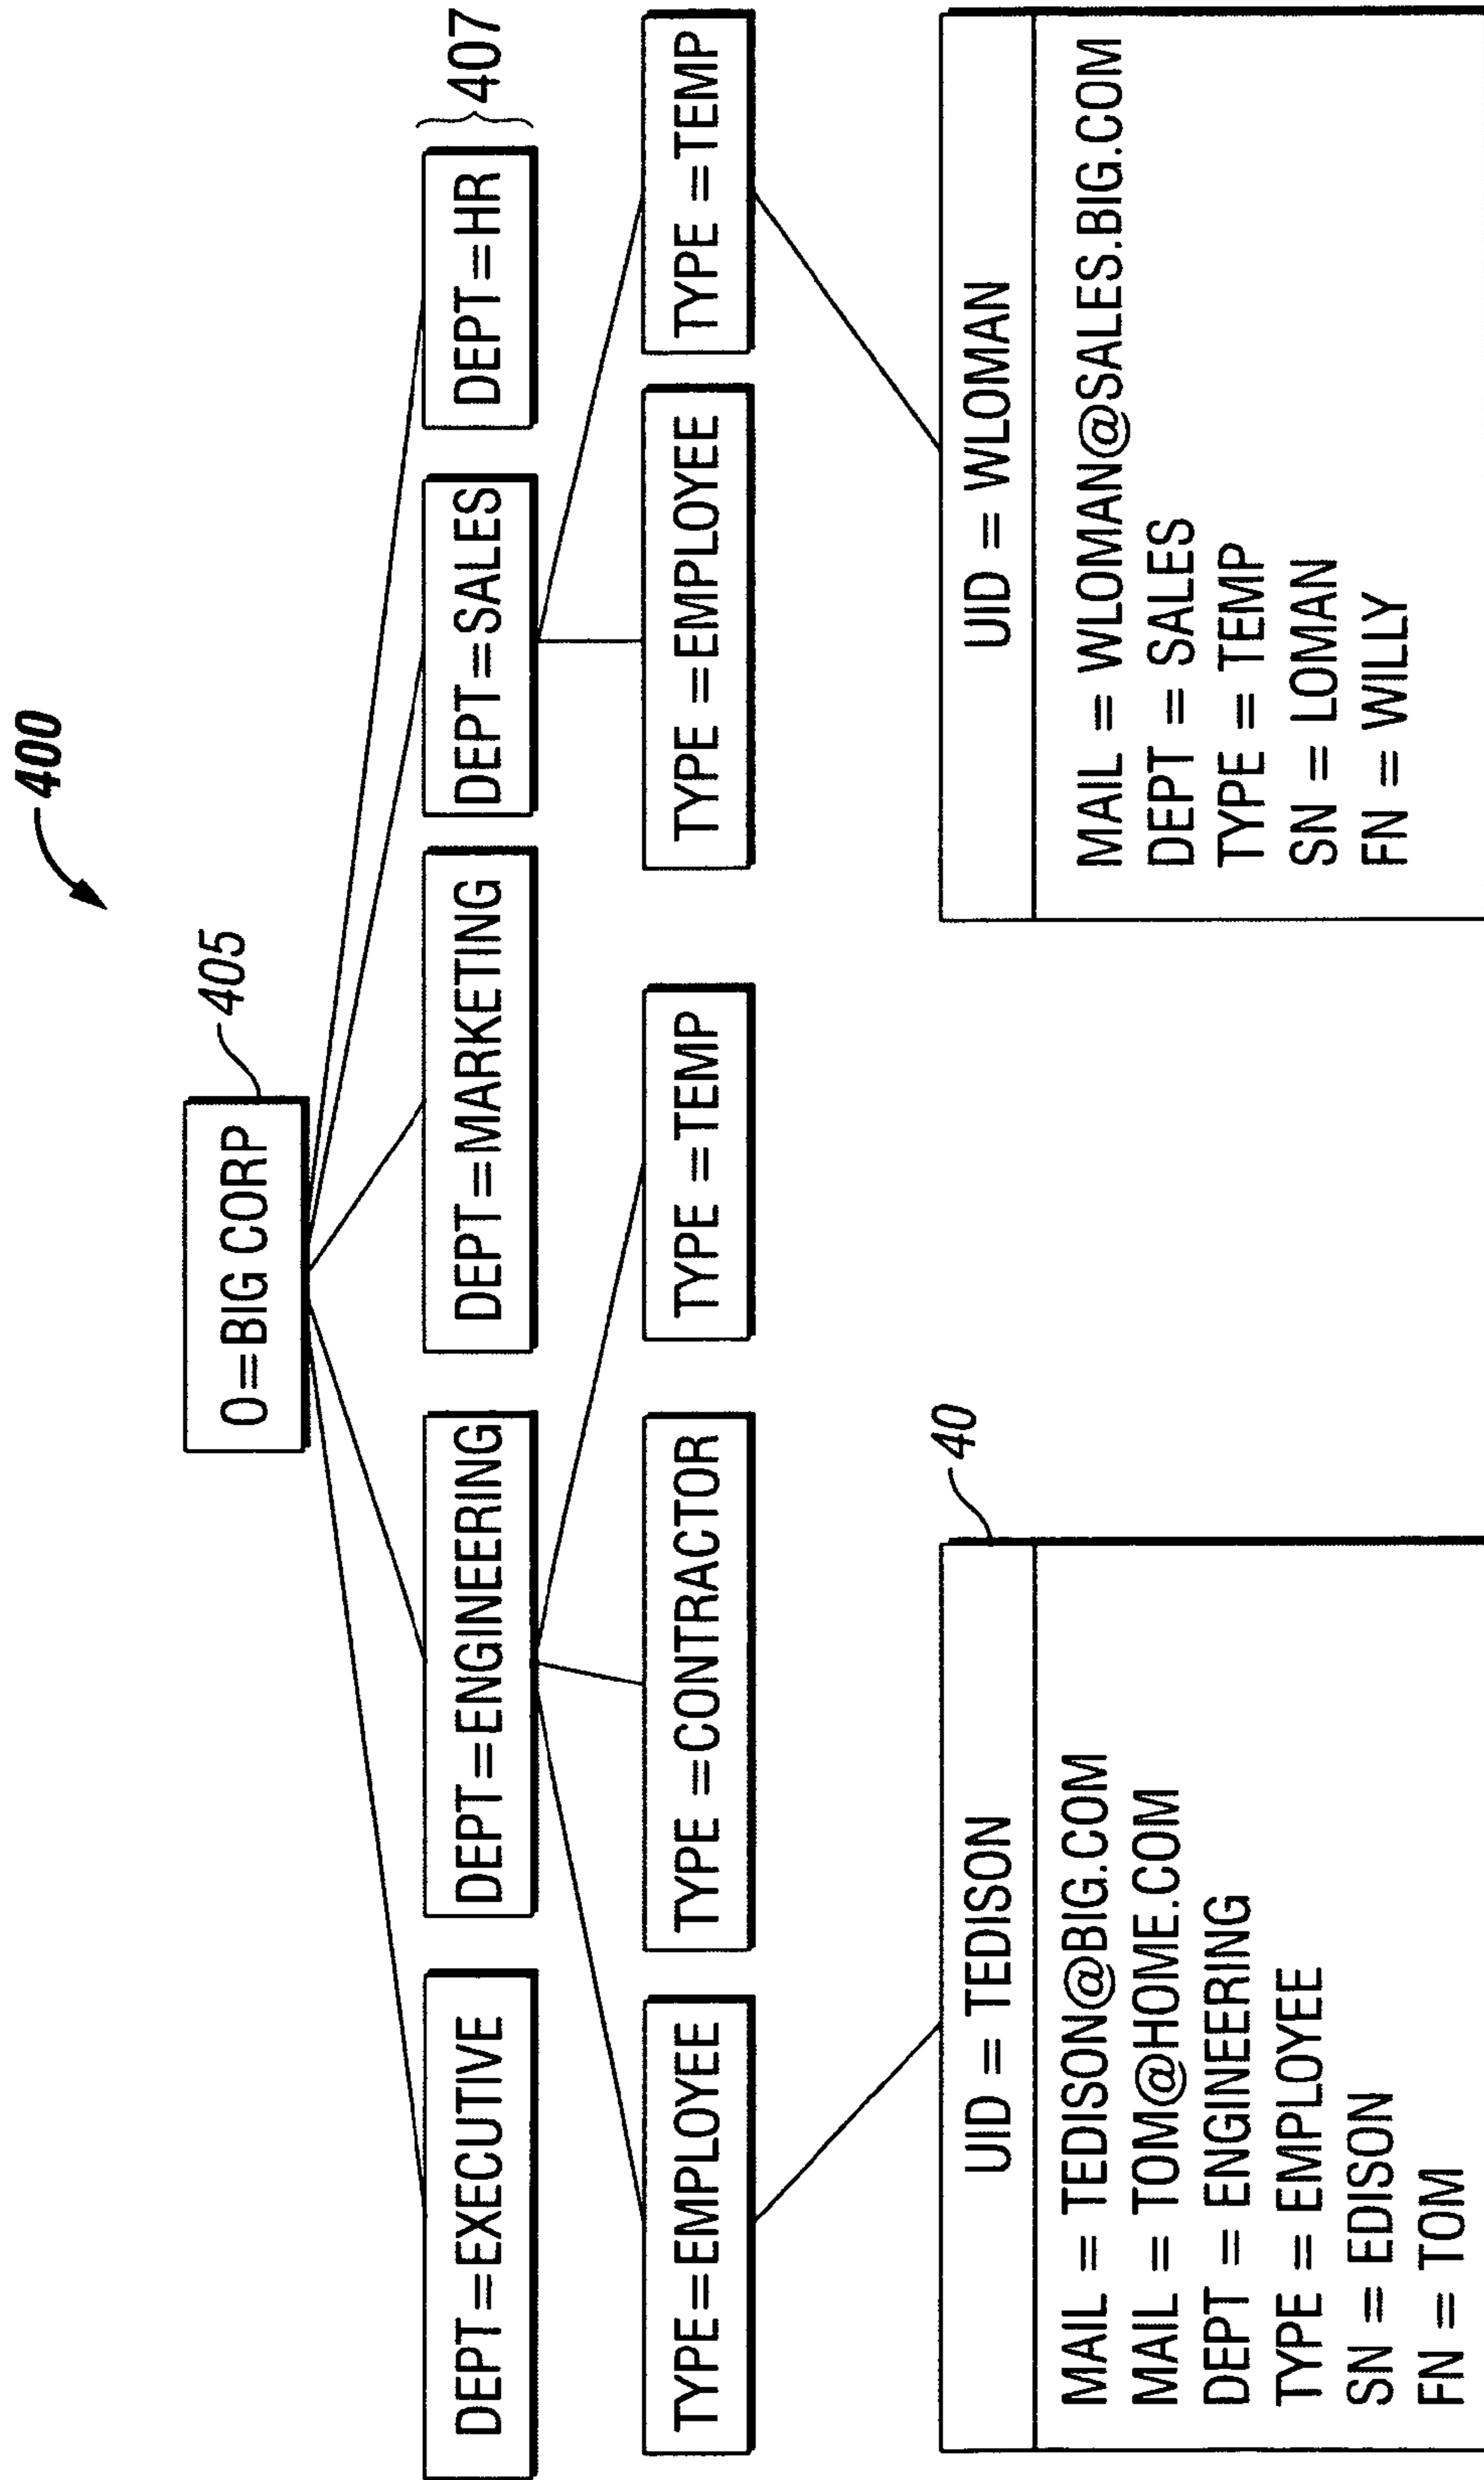 400
O=BIG CORP
405
DEPT=EXECUTIVE
DEPT=ENGINEERING
DEPT=MARKETING
DEPT=SALES
DEPT=HR
407
TYPE=EMPLOYEE
TYPE=CONTRACTOR
TYPE=TEMP
TYPE=EMPLOYEE
TYPE=TEMP
40
UID = TEDISON
MAIL = TEDISON@BIG.COM
MAIL = TOM@HOME.COM
DEPT = ENGINEERING
TYPE = EMPLOYEE
SN = EDISON
FN = TOM
UID = WLOMAN
MAIL = WLOMAN@SALES.BIG.COM
DEPT = SALES
TYPE = TEMP
SN = LOMAN
FN = WILLY